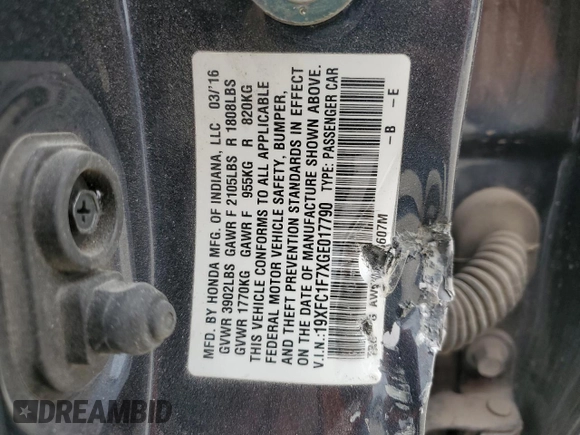 MFD. BY HONDA MFG. OF INDIANA, LLC 03/16
GVWR 3902LBS GAWR F 2105LBS R 1808LBS
GVWR 1770KG GAWR F 955KG R 820KG
THIS VEHICLE CONFORMS TO ALL APPLICABLE
FEDERAL MOTOR VEHICLE SAFETY, BUMPER,
AND THEFT PREVENTION STANDARDS IN EFFECT
ON THE DATE OF MANUFACTURE SHOWN ABOVE.
V.I.N.:19XFC1F7XGE017790 TYPE: PASSENGER CAR
607M
-B -E
DREAMBID